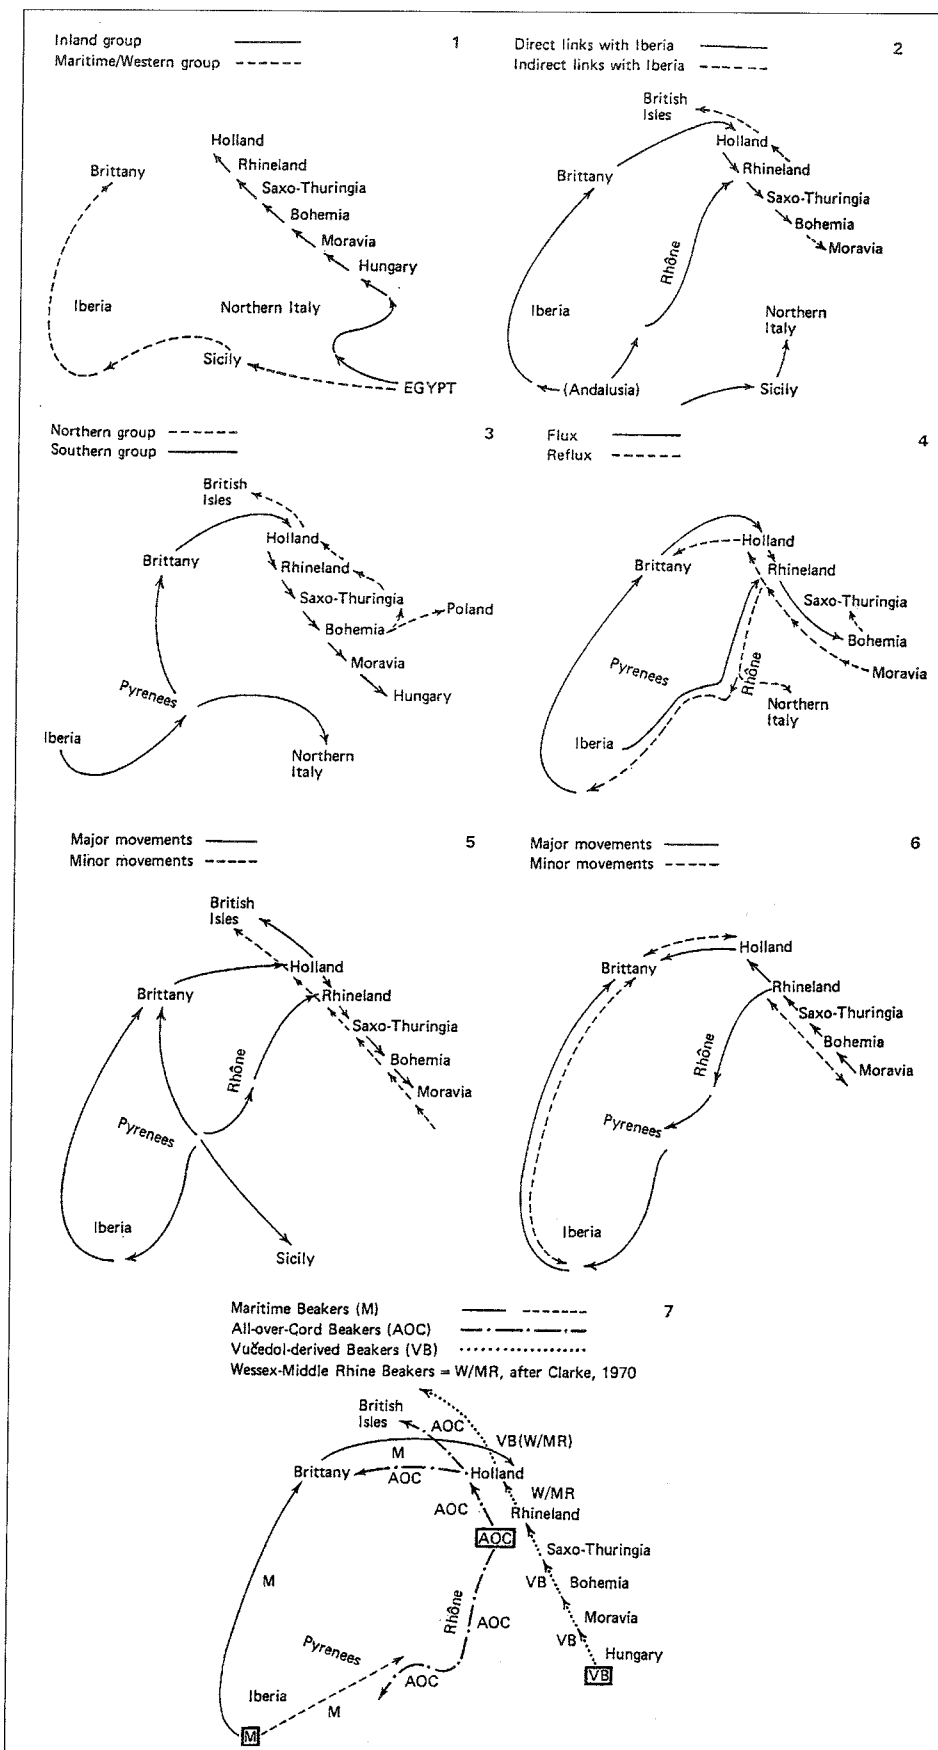 Inland group
Maritime/Western group
1
Holland
Brittany
Rhineland
Saxo-Thuringia
Bohemia
Moravia
Hungary
Iberia
Northern Italy
Sicily
EGYPT
Direct links with Iberia
Indirect links with Iberia
2
British
Isles
Holland
Rhineland
Brittany
Saxo-Thuringia
Bohemia
Moravia
Rhône
Iberia
Northern
Italy
(Andalusia)
Sicily
Northern group
Southern group
3
British
Isles
Holland
Brittany
Rhineland
Saxo-Thuringia
Poland
Bohemia
Moravia
Pyrenees
Hungary
Iberia
Northern
Italy
Flux
Reflux
4
Holland
Brittany
Rhineland
Saxo-Thuringia
Bohemia
Pyrenees
Moravia
Rhône
Northern
Italy
Iberia
Major movements
Minor movements
5
British
Isles
Holland
Brittany
Rhineland
Saxo-Thuringia
Bohemia
Rhône
Moravia
Pyrenees
Iberia
Sicily
Major movements
Minor movements
6
Holland
Brittany
Rhineland
Saxo-Thuringia
Bohemia
Rhône
Moravia
Pyrenees
Iberia
Maritime Beakers (M)
7
All-over-Cord Beakers (AOC)
Vučedol-derived Beakers (VB)
Wessex-Middle Rhine Beakers = W/MR, after Clarke, 1970
British
Isles
AOC
VB(W/MR)
M
Brittany
AOC
Holland
W/MR
AOC
Rhineland
AOC
Saxo-Thuringia
M
VB
Bohemia
Rhône
AOC
Moravia
Pyrenees
VB
Hungary
AOC
VB
Iberia
M
M